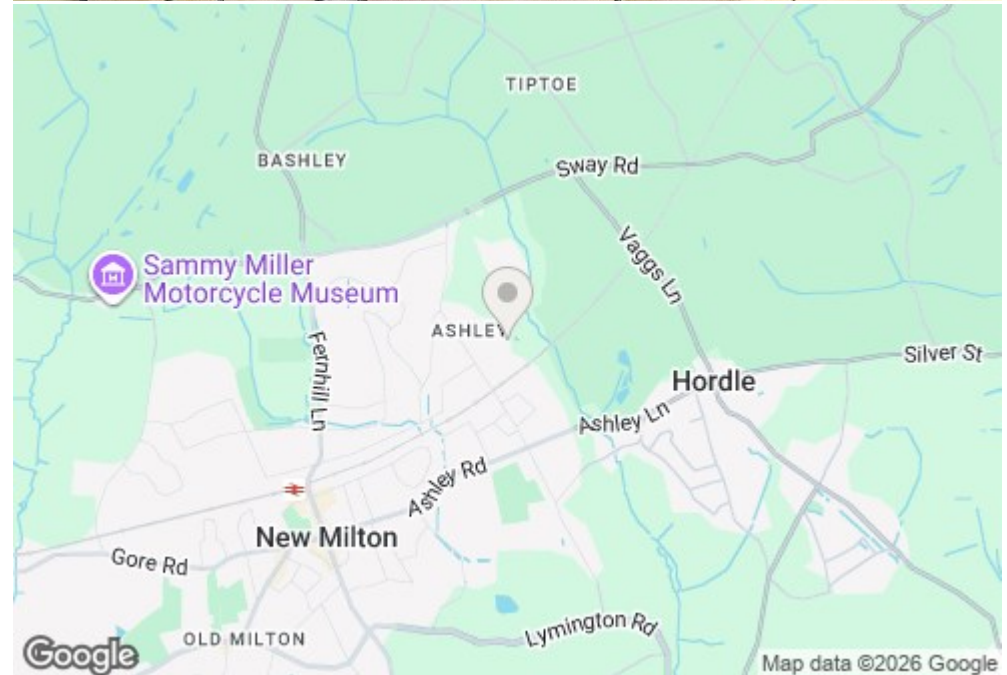 TIPTOE
BASHLEY
Sway Rd
Vaggs Ln
Sammy Miller
Motorcycle Museum
ASHLEY
Fernhill Ln
Silver St
Hordle
Ashley Ln
Ashley Rd
New Milton
Gore Rd
OLD MILTON
Lymington Rd
Google
Map data ©2026 Google